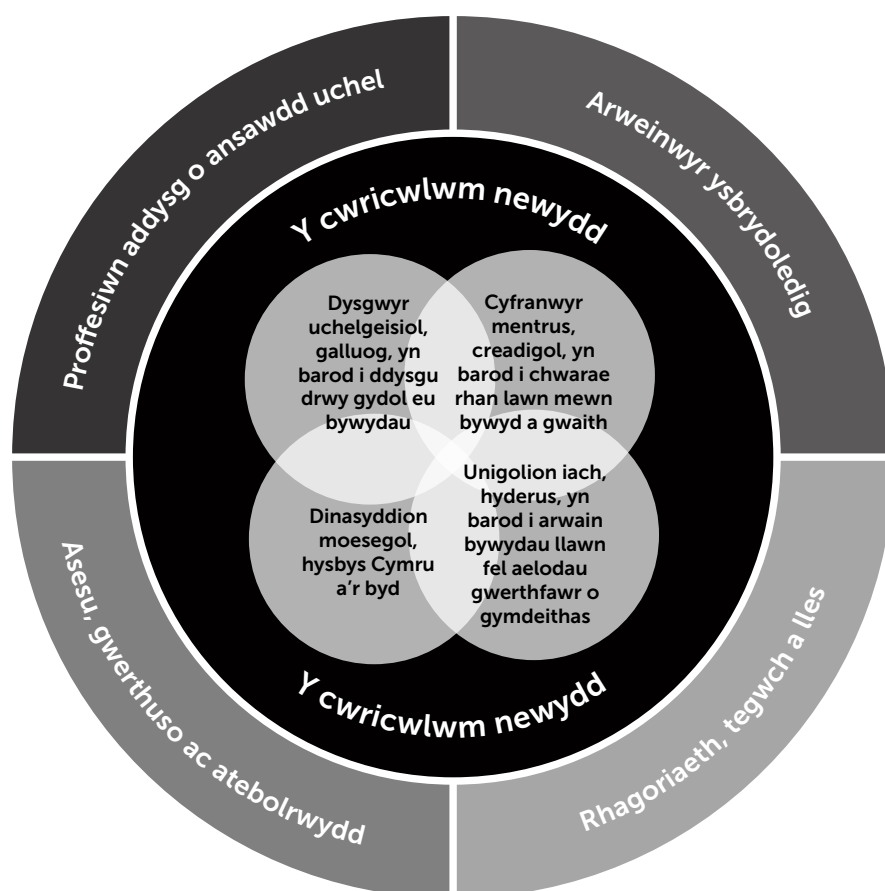 Proffesiwn addysg o ansawdd uchel
Arweinwyr ysbrydoledig
Y cwricwlwm newydd
Dysgwyr
uchelgeisiol,
galluog, yn
barod i ddysgu
drwy gydol eu
bywydau
Cyfranwyr
mentrus,
creadigol, yn
barod i chwarae
rhan lawn mewn
bywyd a gwaith
Dinasyddion
moesegol,
hysbys Cymru
a'r byd
Unigolion iach,
hyderus, yn
barod i arwain
bywydau llawn
fel aelodau
gwerthfawr o
gymdeithas
Y cwricwlwm newydd
Asesu, gwerthuso ac atebolrwydd
Rhagoriaeth, tegwch a lles